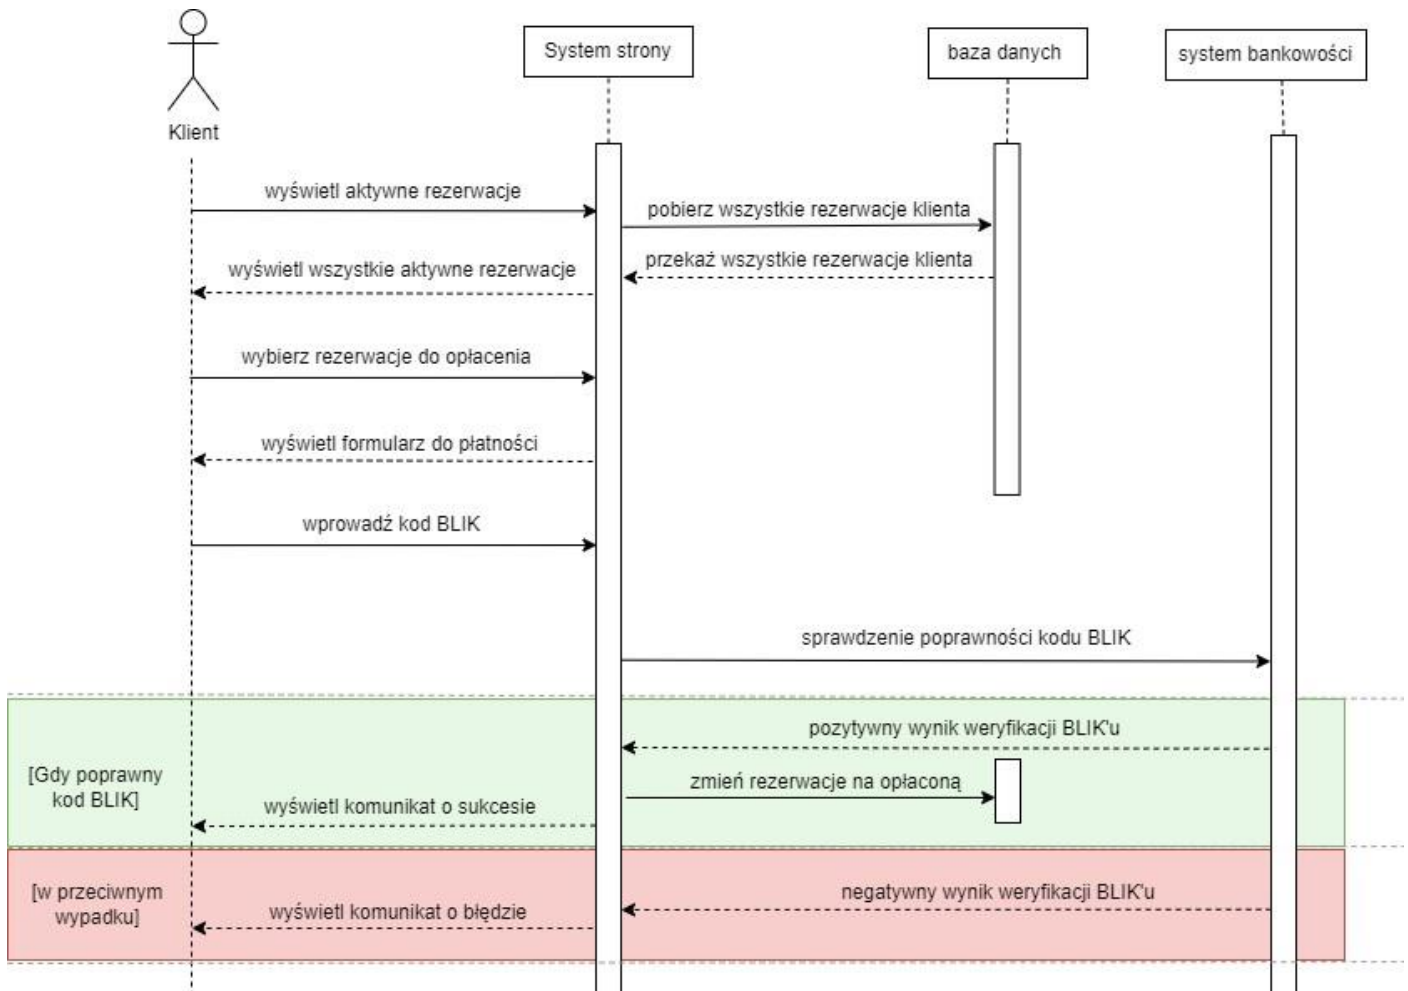 System strony
baza danych
system bankowości
Klient
wyświetl aktywne rezerwacje
pobierz wszystkie rezerwacje klienta
przekaż wszystkie rezerwacje klienta
wyświetl wszystkie aktywne rezerwacje
wybierz rezerwacje do opłacenia
wyświetl formularz do płatności
wprowadź kod BLIK
sprawdzenie poprawności kodu BLIK
pozytywny wynik weryfikacji BLIK'u
[Gdy poprawny
kod BLIK]
zmień rezerwacje na opłaconą
wyświetl komunikat o sukcesie
[w przeciwnym
wypadku]
negatywny wynik weryfikacji BLIK'u
wyświetl komunikat o błędzie